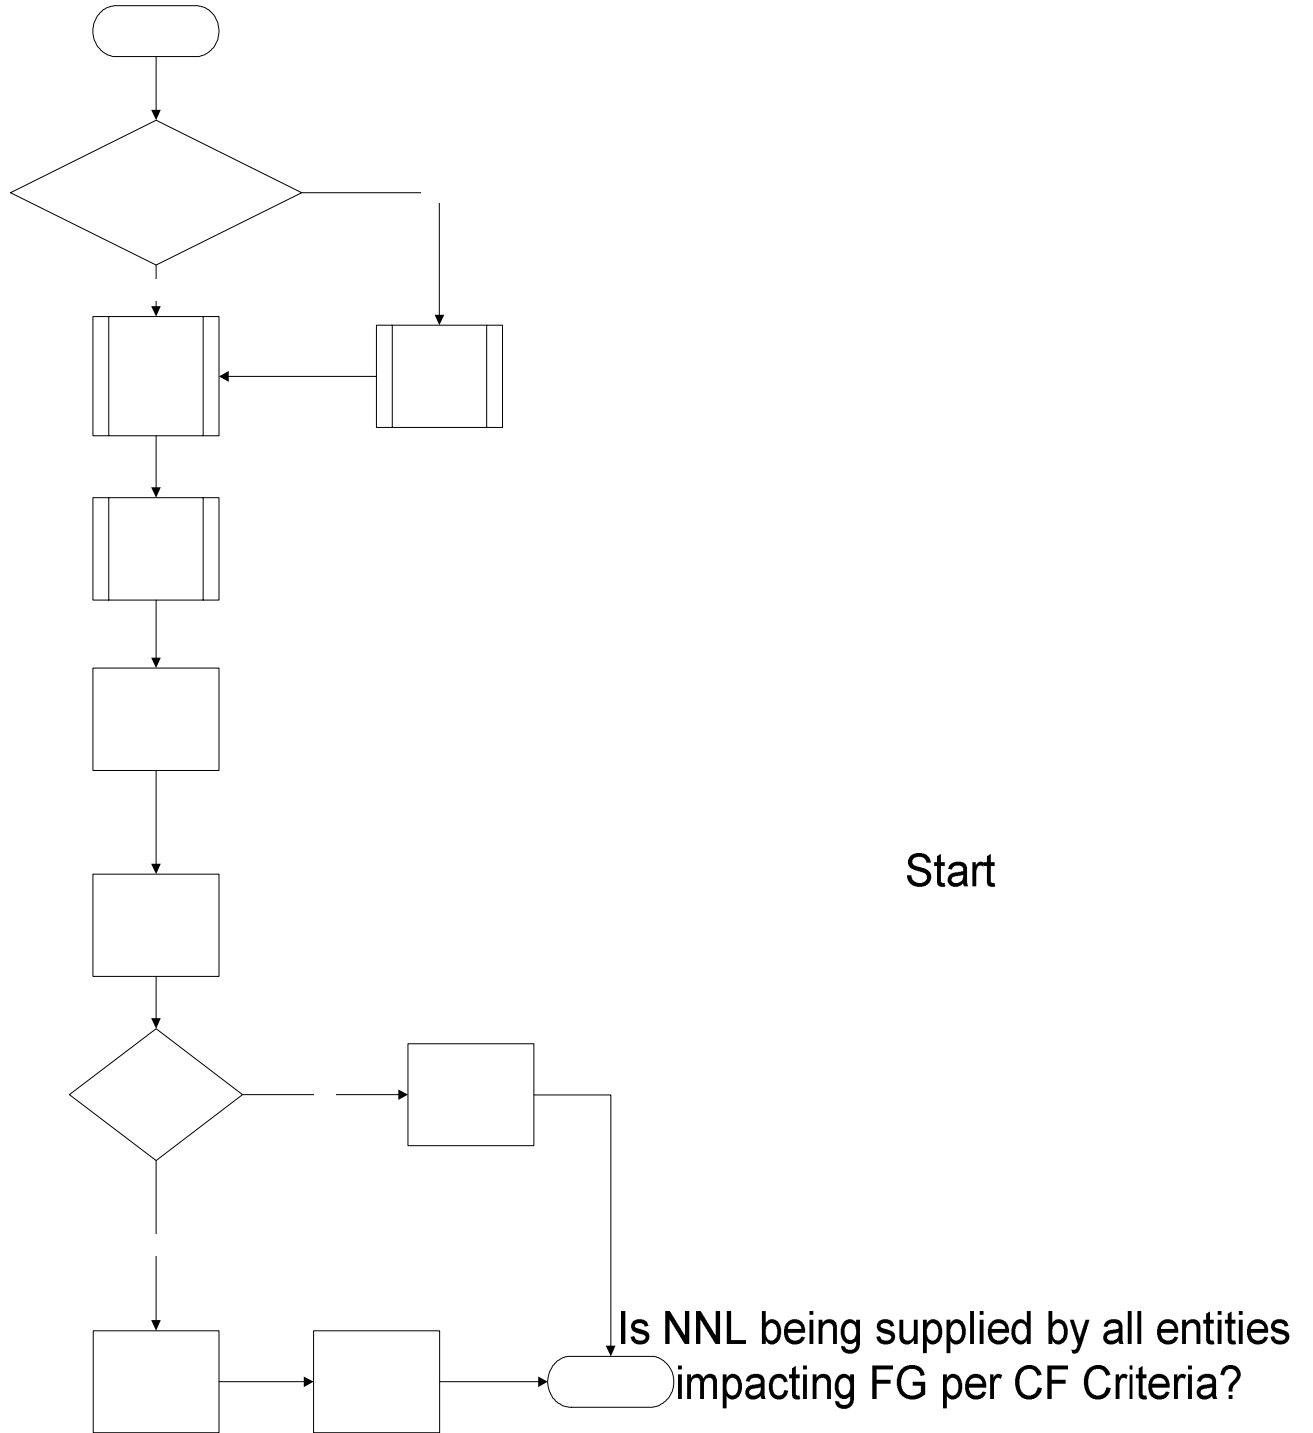 Start
Is NNL being supplied by all entities
impacting FG per CF Criteria?